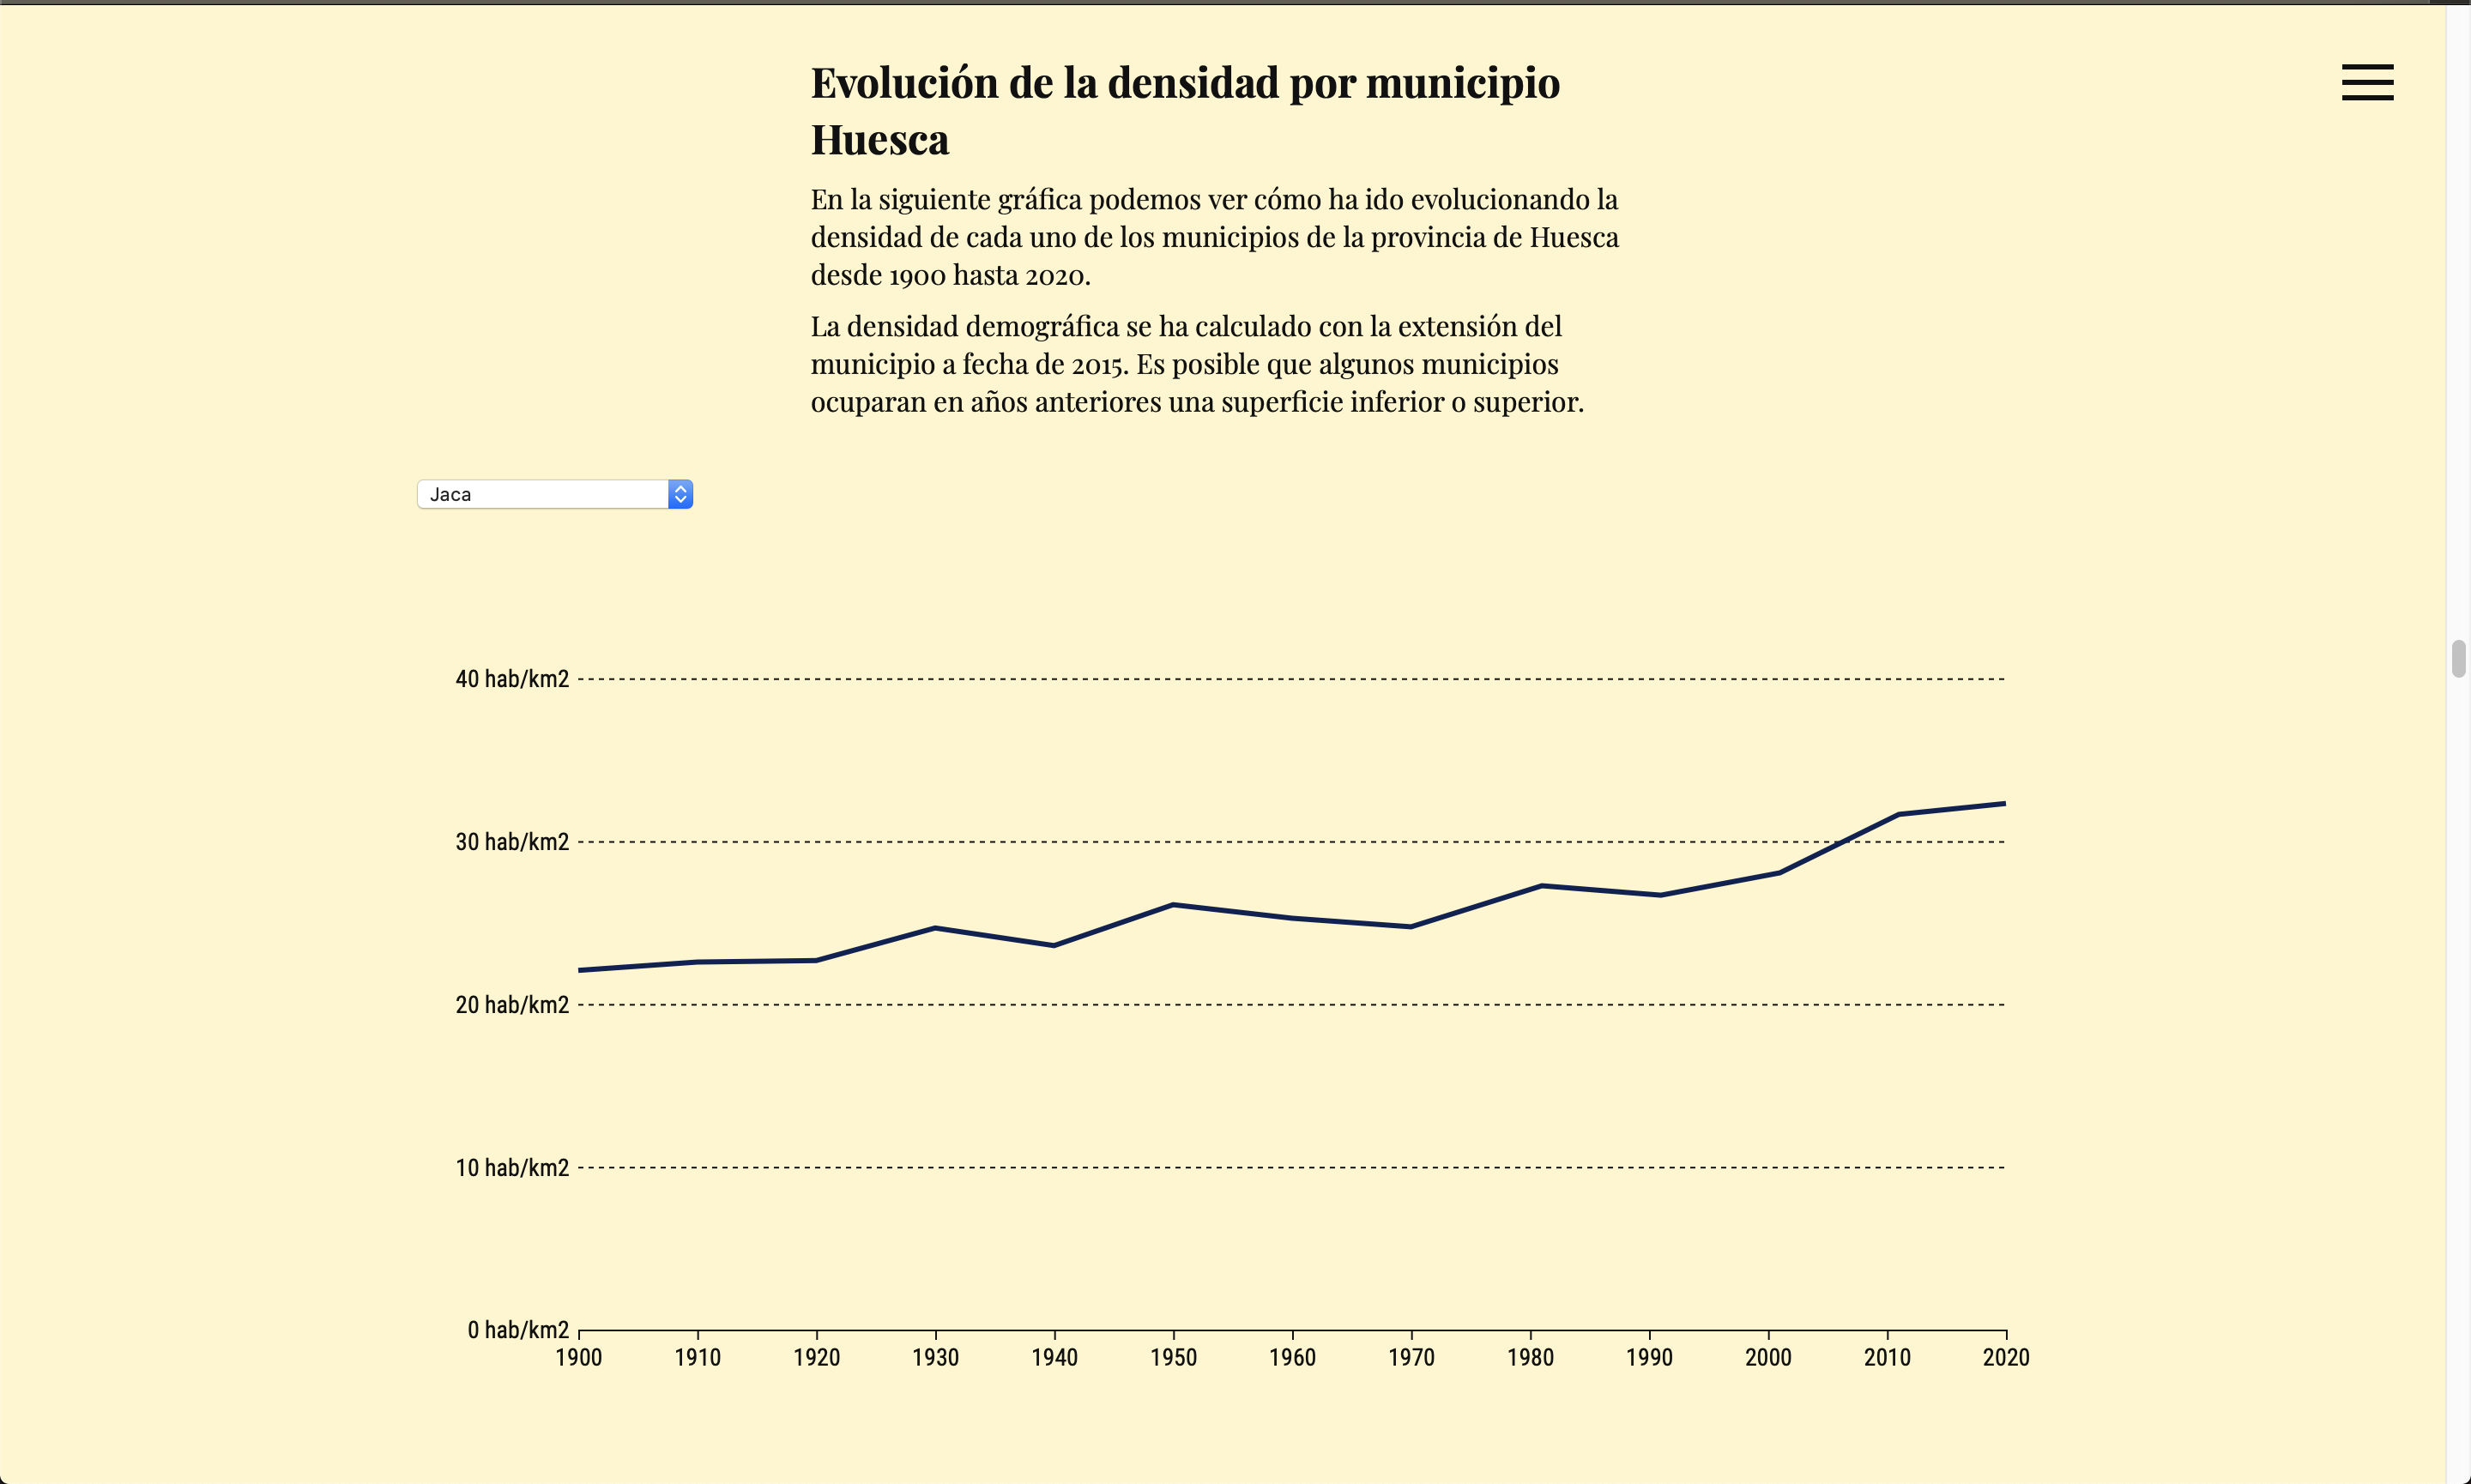 Evolución de la densidad por municipio
Huesca
En la siguiente gráfica podemos ver cómo ha ido evolucionando la
densidad de cada uno de los municipios de la provincia de Huesca
desde 1900 hasta 2020.
La densidad demográfica se ha calculado con la extensión del
municipio a fecha de 2015. Es posible que algunos municipios
ocuparan en años anteriores una superficie inferior o superior.
Jaca
40 hab/km2
30 hab/km2
20 hab/km2
10 hab/km2
0 hab/km2
1900 1910 1920 1930 1940 1950 1960 1970 1980 1990 2000 2010 2020